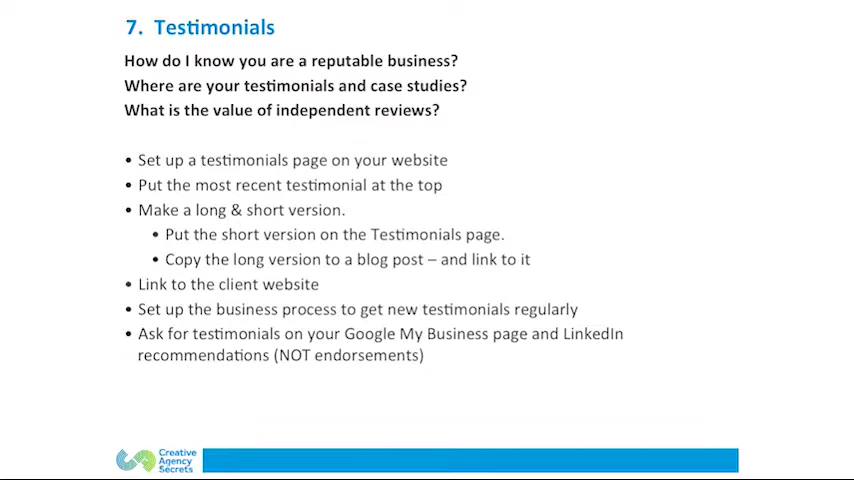 7. Testimonials
How do I know you are a reputable business?
Where are your testimonials and case studies?
What is the value of independent reviews?
• Set up a testimonials page on your website
• Put the most recent testimonial at the top
• Make a long & short version.
• Put the short version on the Testimonials page.
• Copy the long version to a blog post – and link to it
• Link to the client website
• Set up the business process to get new testimonials regularly
• Ask for testimonials on your Google My Business page and LinkedIn
recommendations (NOT endorsements)
Creative
Agency
Secrets